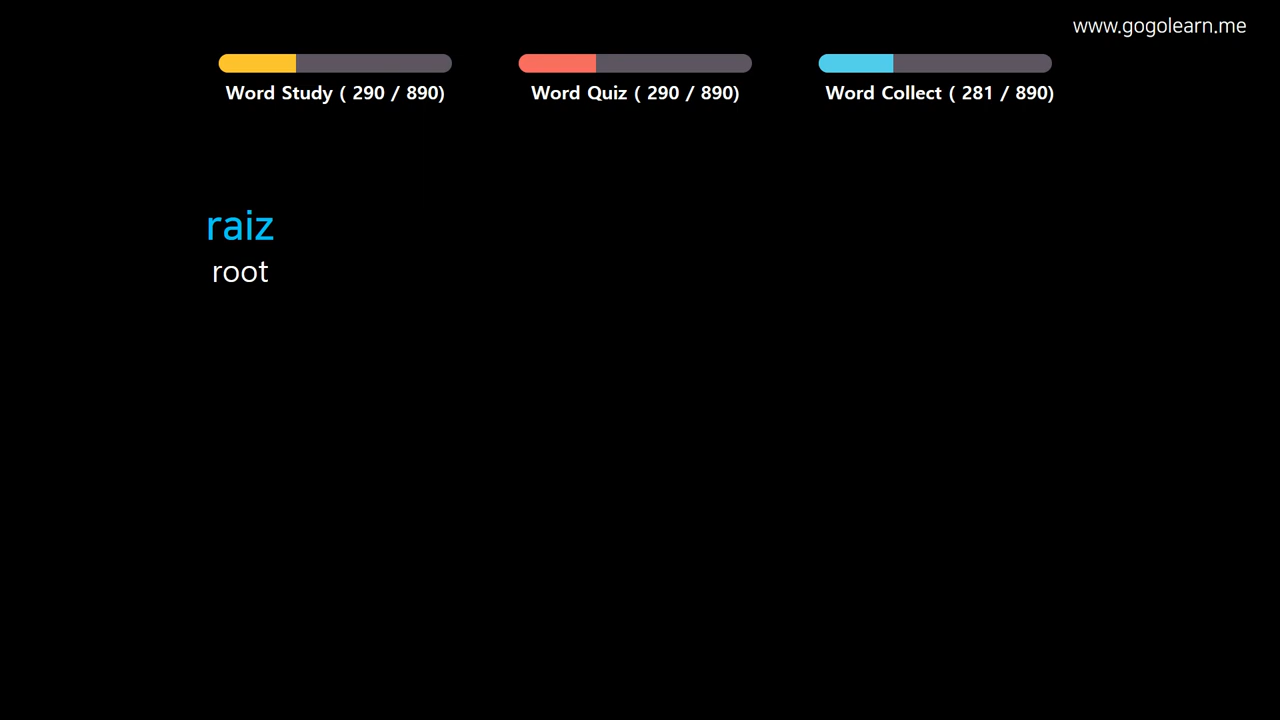 www.gogolearn.me
Word Study ( 290 / 890)
Word Quiz ( 290 / 890)
Word Collect ( 281 / 890)
raiz
root